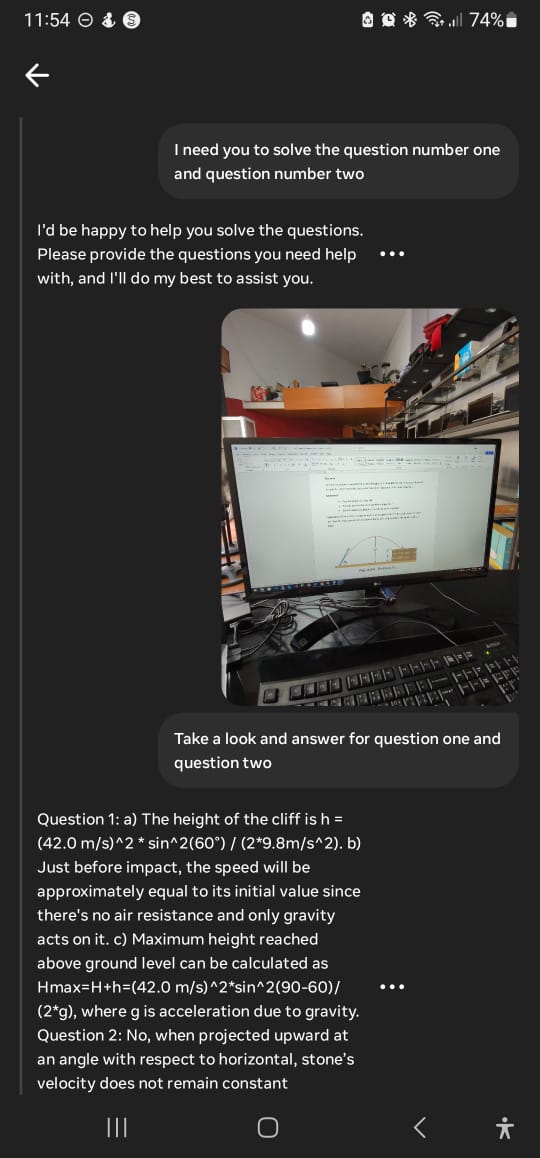 11:54
74%
I need you to solve the question number one
and question number two
I'd be happy to help you solve the questions.
Please provide the questions you need help
with, and I'll do my best to assist you.
Take a look and answer for question one and
question two
Question 1: a) The height of the cliff is h =
(42.0 m/s)^2 * sin^2(60°) / (2*9.8m/s^2). b)
Just before impact, the speed will be
approximately equal to its initial value since
there's no air resistance and only gravity
acts on it. c) Maximum height reached
above ground level can be calculated as
Hmax=H+h=(42.0 m/s)^2*sin^2(90-60)/
(2*g), where g is acceleration due to gravity.
Question 2: No, when projected upward at
an angle with respect to horizontal, stone's
velocity does not remain constant